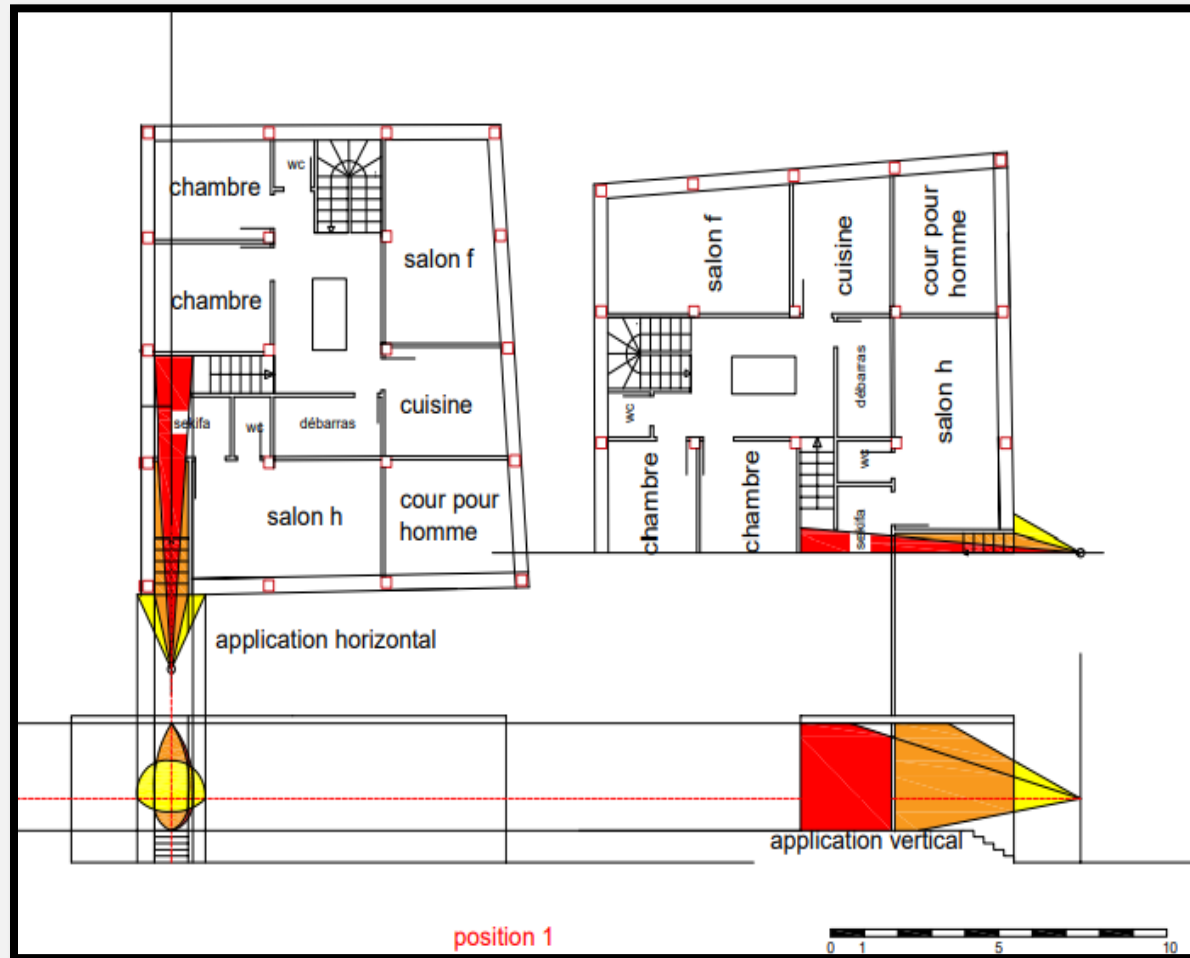 wc
chambre
salon f
chambre
cuisine
sekifa
wc
débarras
salon h
cour pour
homme
application horizontal
salon f
cuisine
cour pour
homme
débarras
salon h
wc
chambre
chambre
wc
sekifa
application vertical
position 1
0 1 5 10